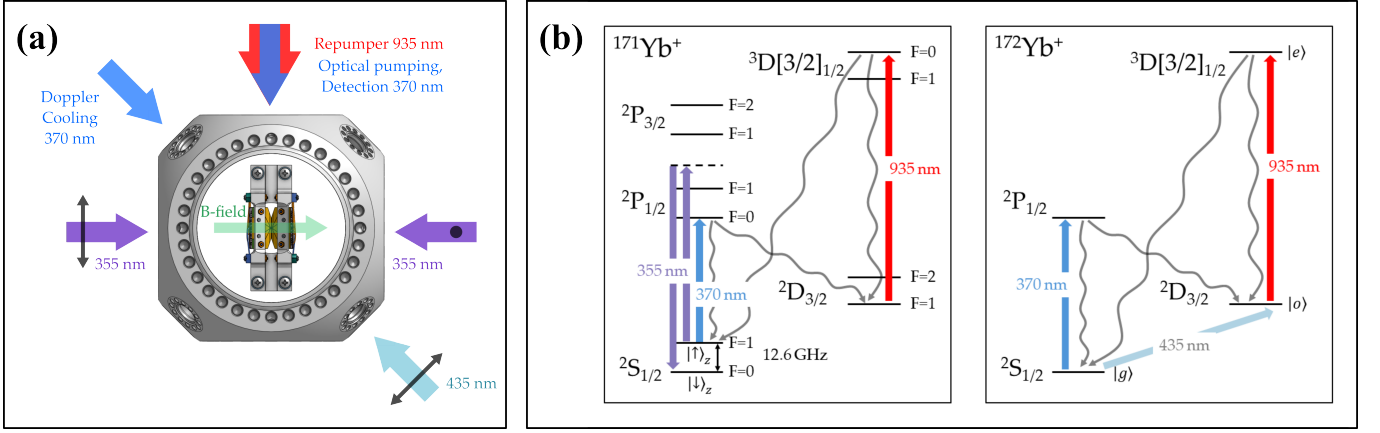 (a)
Repumper 935 nm
Optical pumping,
Detection 370 nm
Doppler
Cooling
370 nm
B-field
355 nm
355 nm
435 nm
(b)
¹⁷¹Yb⁺
³D[3/2]₁/₂
F=0
F=1
²P₃/₂
F=2
F=1
935 nm
²P₁/₂
F=1
F=0
355 nm
370 nm
²D₃/₂
F=2
F=1
|↑⟩z
F=1
12.6 GHz
²S₁/₂
|↓⟩z
F=0
¹⁷²Yb⁺
³D[3/2]₁/₂
|e⟩
935 nm
²P₁/₂
370 nm
²D₃/₂
|o⟩
435 nm
²S₁/₂
|g⟩